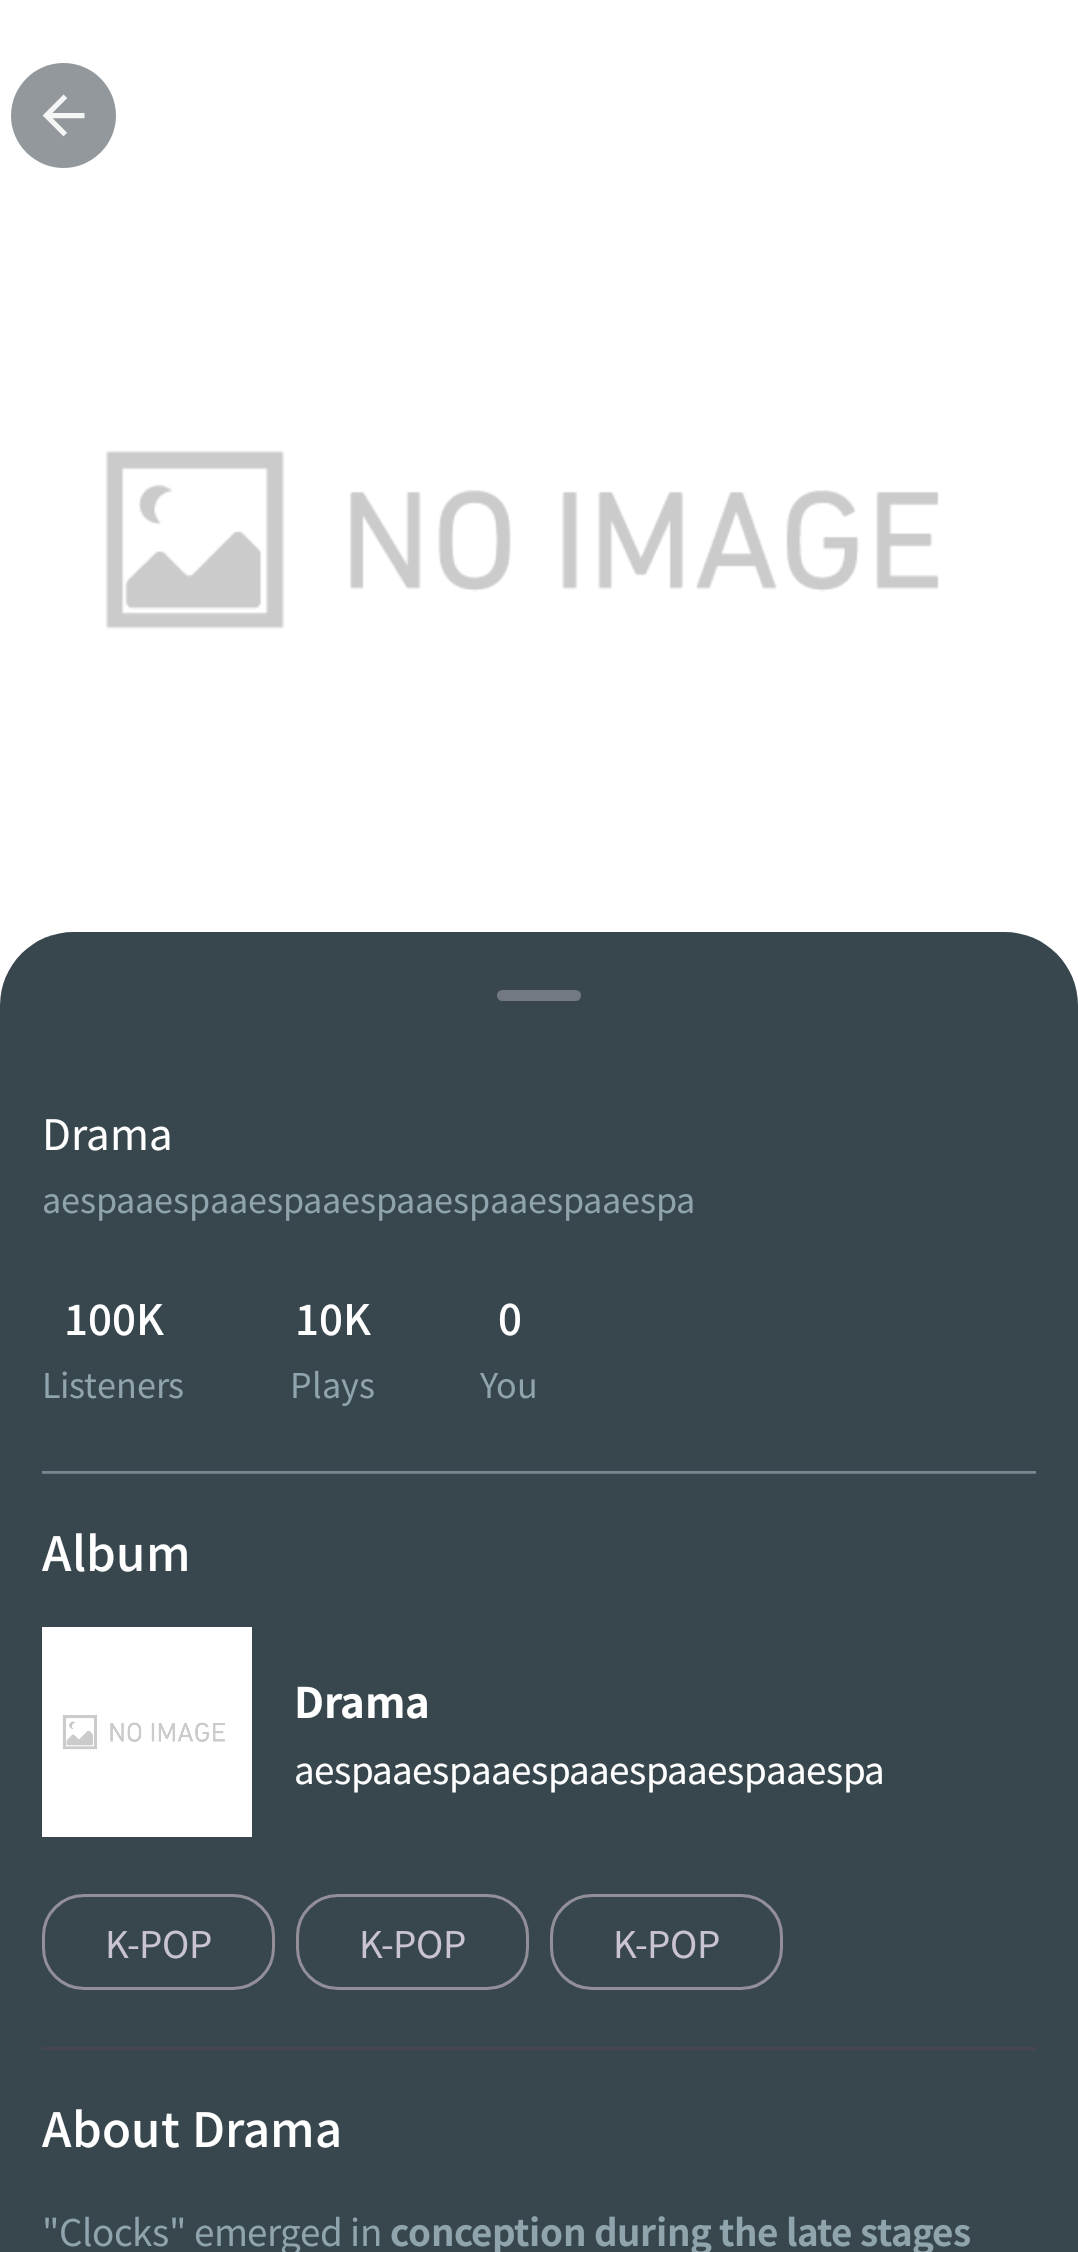 NO IMAGE
Drama
aespaaespaaespaaespaaespaaespaaespa
100K 10K 0
Listeners Plays You
Album
NO IMAGE
Drama
aespaaespaaespaaespaaespaaespa
K-POP K-POP K-POP
About Drama
"Clocks" emerged in conception during the late stages